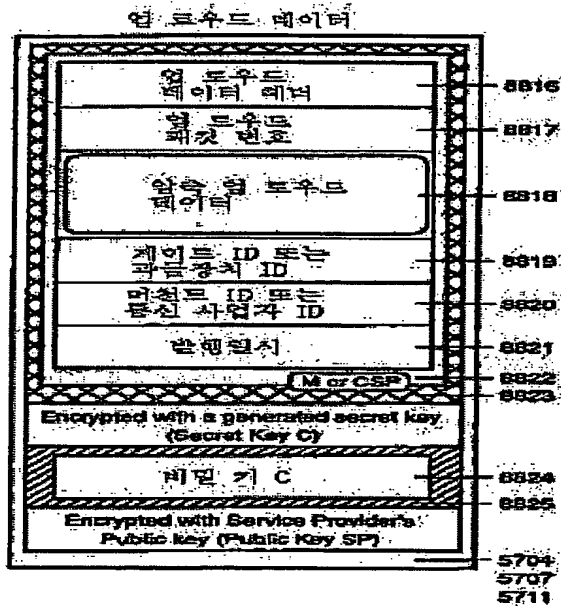 업 로우드 데이터
업 로우드
데이터 헤더
8816
업 로우드
패킷 번호
8817
압축 업 로우드
데이터
8818
게이트 ID 또는
과금장치 ID
8819
머천트 ID 또는
통신 사업자 ID
8820
발행일시
8821
M or CSP
8822
8823
Encrypted with a generated secret key
(Secret Key C)
비밀 키 C
8824
8825
Encrypted with Service Provider's
Public key (Public Key SP)
5704
5707
5711